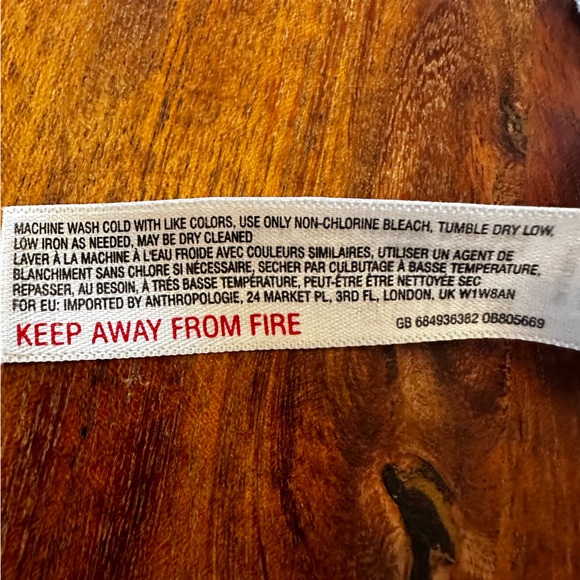 MACHINE WASH COLD WITH LIKE COLORS, USE ONLY NON-CHLORINE BLEACH, TUMBLE DRY LOW,
LOW IRON AS NEEDED, MAY BE DRY CLEANED
LAVER À LA MACHINE À L'EAU FROIDE AVEC COULEURS SIMILAIRES, UTILISER UN AGENT DE
BLANCHIMENT SANS CHLORE SI NÉCESSAIRE, SECHER PAR CULBUTAGE À BASSE TEMPÉRATURE,
REPASSER, AU BESOIN, À TRÉS BASSE TEMPÉRATURE, PEUT-ÊTRE ÊTRE NETTOYÉE SEC
FOR EU: IMPORTED BY ANTHROPOLOGIE, 24 MARKET PL, 3RD FL, LONDON, UK W1W8AN
KEEP AWAY FROM FIRE
GB 684936382 0B805669